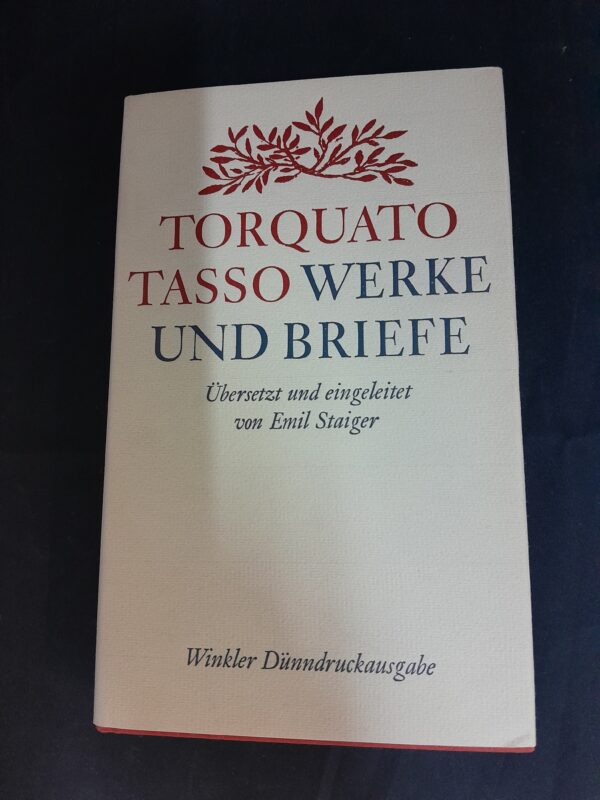 TORQUATO
TASSO WERKE
UND BRIEFE
Übersetzt und eingeleitet
von Emil Staiger
Winkler Dünndruckausgabe